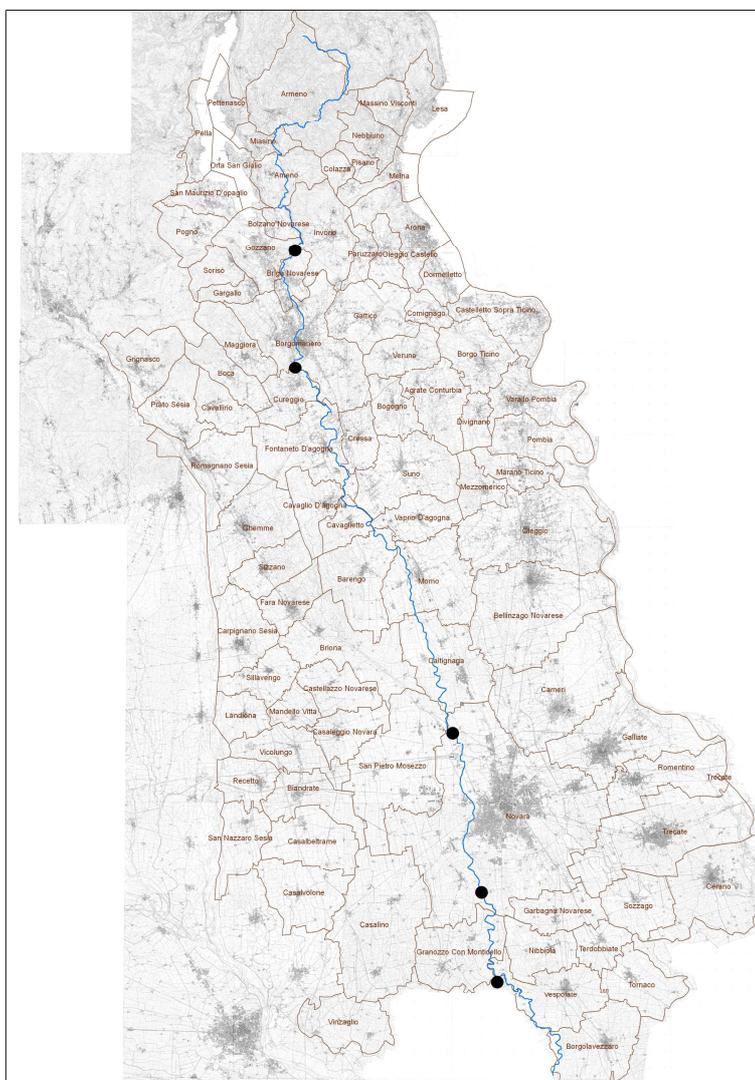 Armeno
Pettenasco
Massino Visconti
Lesa
Pella
Miasino
Nebbiuno
Orta San Giulio
Ameno
Colazza
Pisano
Meina
San Maurizio D'opaglio
Bolzano Novarese
Invorio
Arona
Pogno
Gozzano
Paruzzaro
Oleggio Castello
Soriso
Briga Novarese
Dormelletto
Gargallo
Gattico
Comignago
Castelletto Sopra Ticino
Maggiora
Borgomanero
Veruno
Borgo Ticino
Grignasco
Boca
Prato Sesia
Cavallirio
Cureggio
Bogogno
Agrate Conturbia
Varallo Pombia
Divignano
Pombia
Cressa
Fontaneto D'agogna
Romagnano Sesia
Suno
Marano Ticino
Mezzomerico
Cavaglio D'agogna
Cavaglietto
Vaprio D'agogna
Ghemme
Oleggio
Sizzano
Barengo
Momo
Fara Novarese
Bellinzago Novarese
Carpignano Sesia
Briona
Caltignaga
Sillavengo
Castellazzo Novarese
Cameri
Landiona
Mandello Vitta
Casaleggio Novara
Galliate
Vicolungo
San Pietro Mosezzo
Romentino
Trecate
Recetto
Biandrate
Novara
Trecate
San Nazzaro Sesia
Casalbeltrame
Cerano
Casalvolone
Sozzago
Garbagna Novarese
Casalino
Granozzo Con Monticello
Nibbiola
Terdobbiate
Tornaco
Vespolate
Vinzaglio
Borgolavezzaro